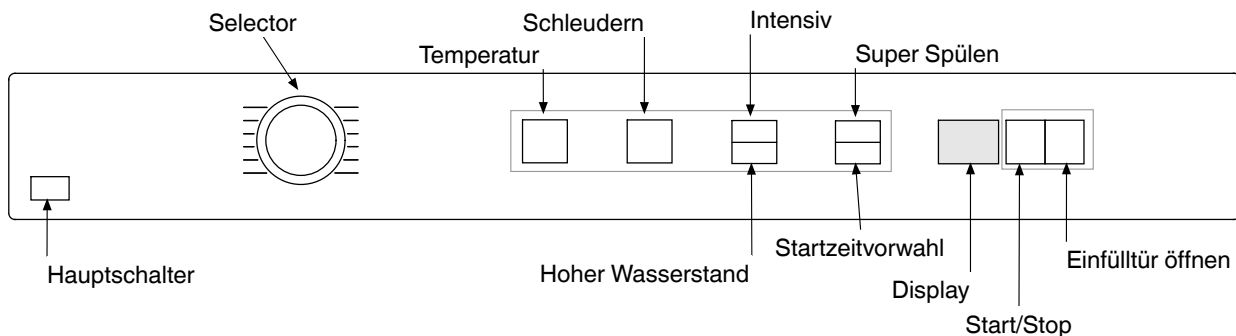 Selector
Schleudern
Intensiv
Temperatur
Super Spülen
Hauptschalter
Hoher Wasserstand
Startzeitvorwahl
Display
Einfülltür öffnen
Start/Stop